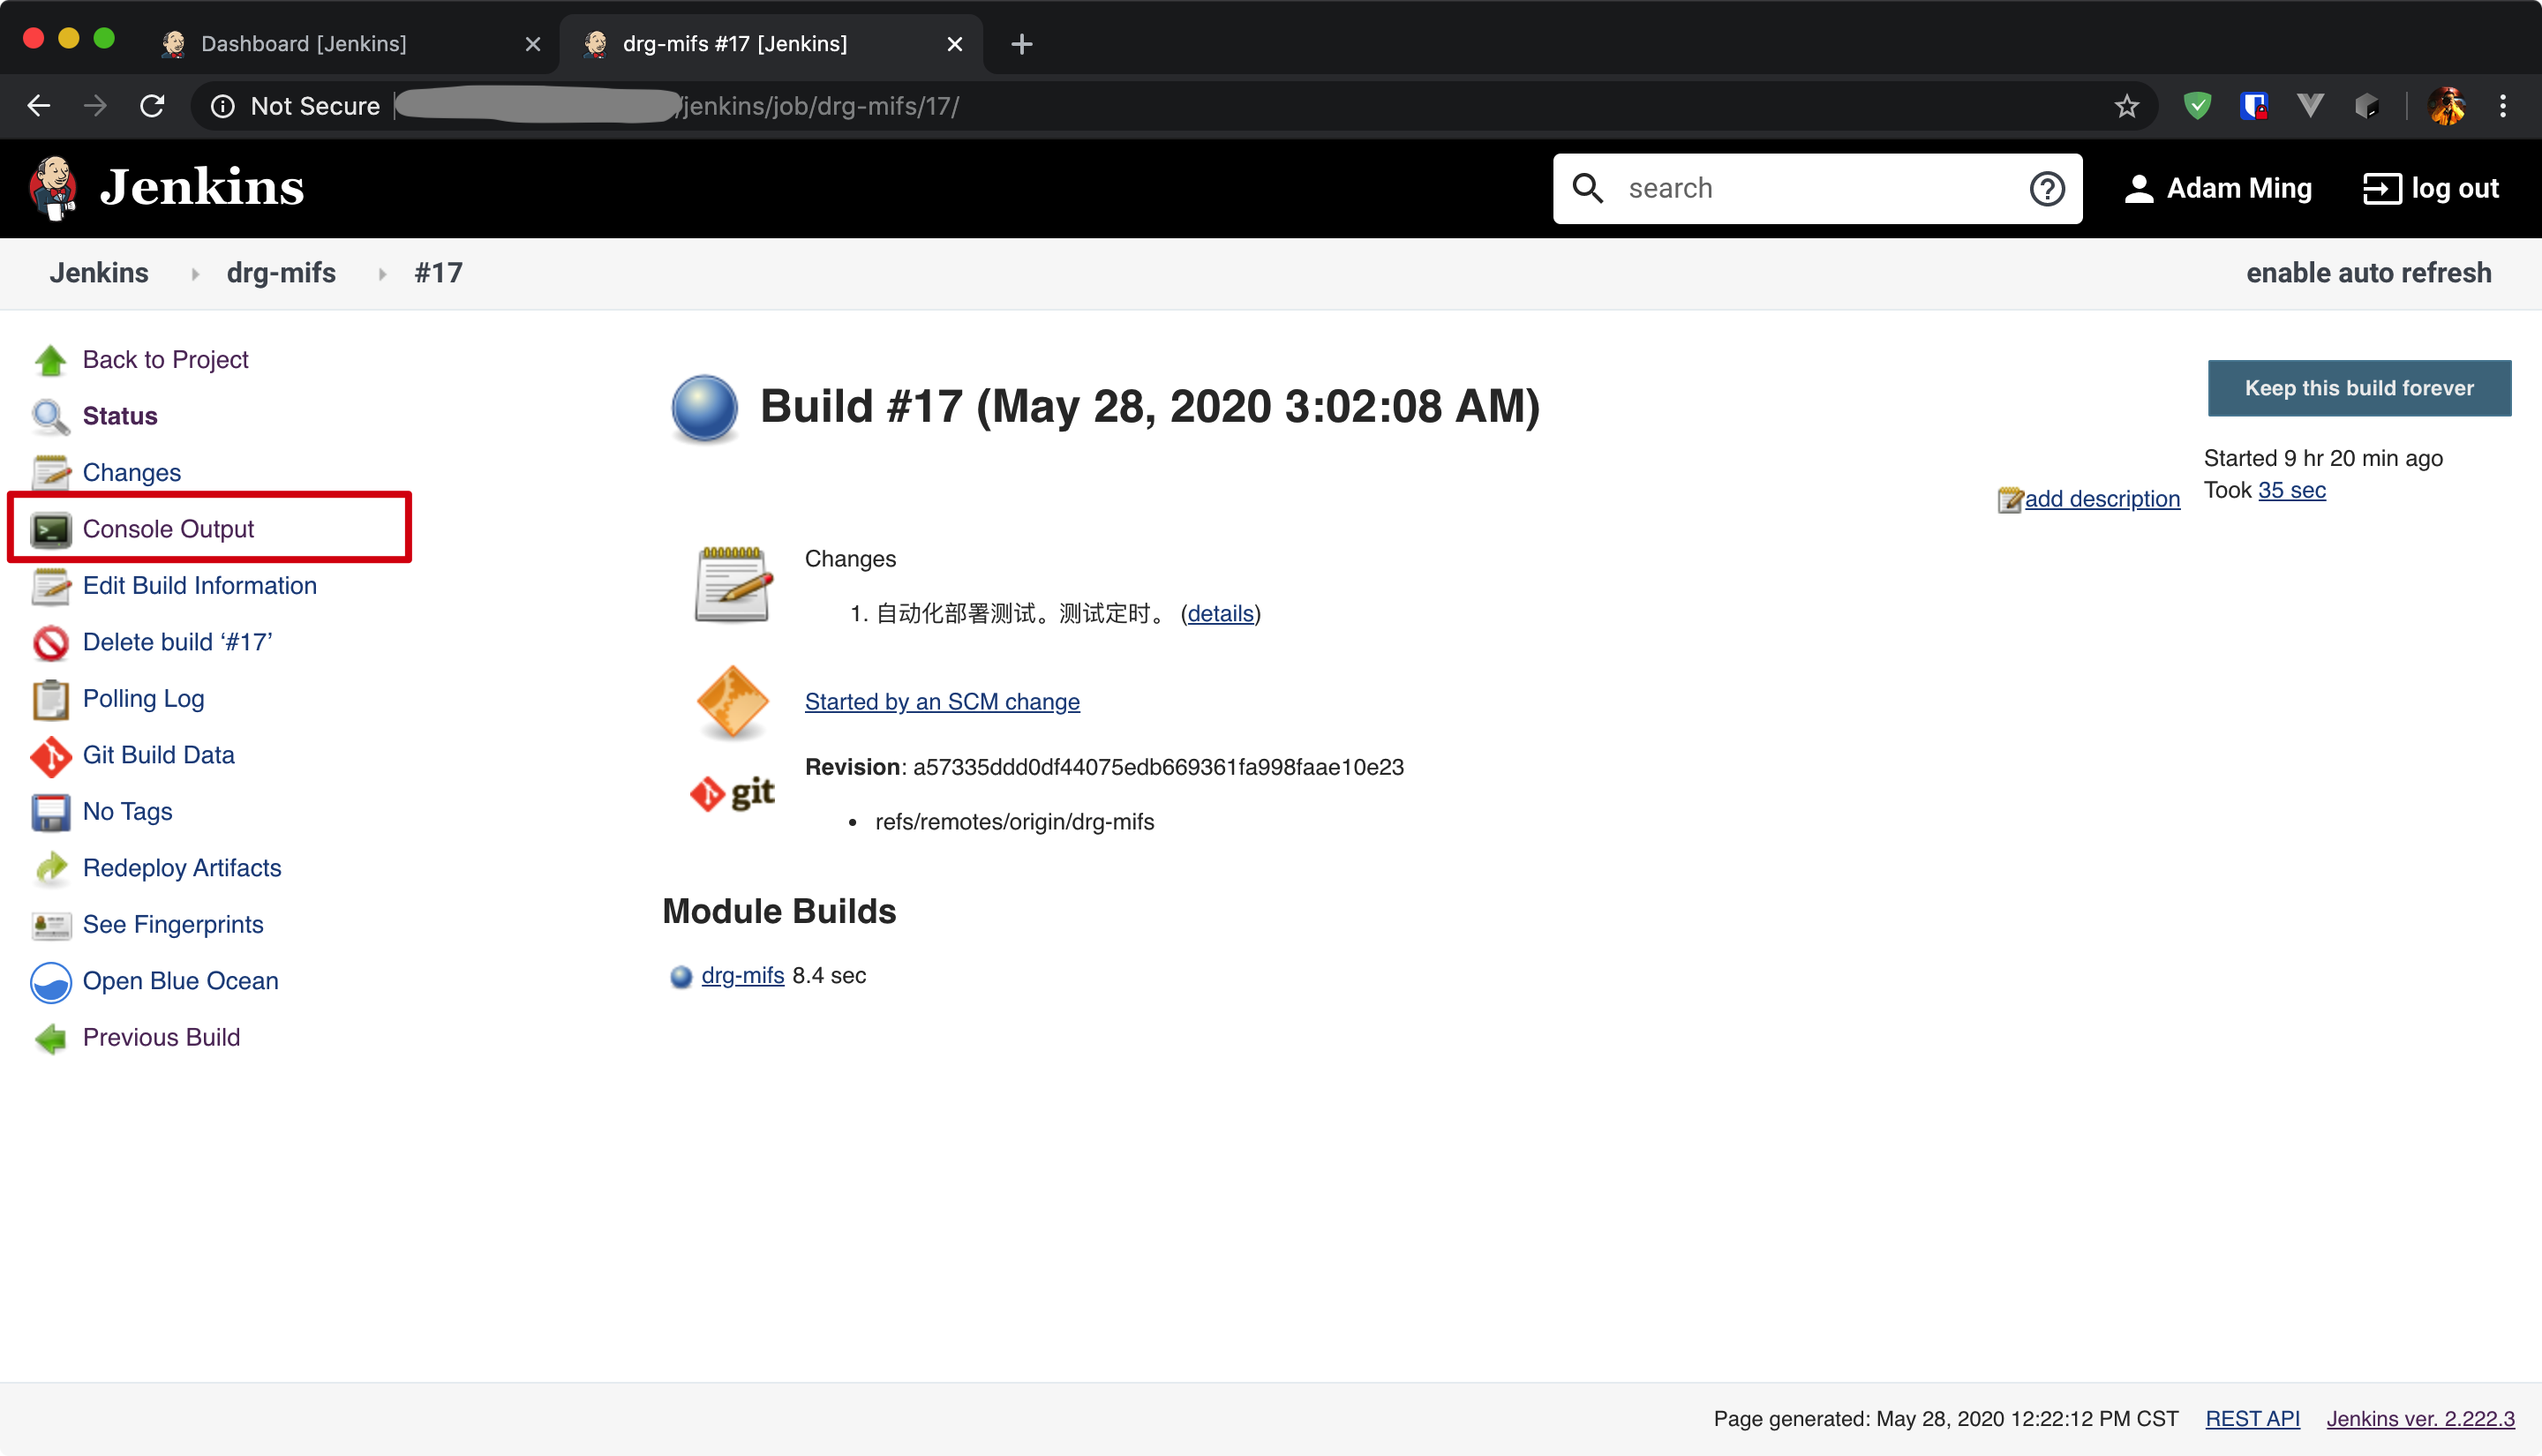 Dashboard [Jenkins]
drg-mifs #17 [Jenkins]
Not Secure /jenkins/job/drg-mifs/17/
Jenkins
search
Adam Ming
log out
Jenkins
drg-mifs
#17
enable auto refresh
Back to Project
Status
Changes
Console Output
Edit Build Information
Delete build ‘#17’
Polling Log
Git Build Data
No Tags
Redeploy Artifacts
See Fingerprints
Open Blue Ocean
Previous Build
Build #17 (May 28, 2020 3:02:08 AM)
Keep this build forever
Started 9 hr 20 min ago
Took 35 sec
add description
Changes
1. 自动化部署测试。测试定时。 (details)
Started by an SCM change
git
Revision: a57335ddd0df44075edb669361fa998faae10e23
• refs/remotes/origin/drg-mifs
Module Builds
drg-mifs 8.4 sec
Page generated: May 28, 2020 12:22:12 PM CST
REST API
Jenkins ver. 2.222.3